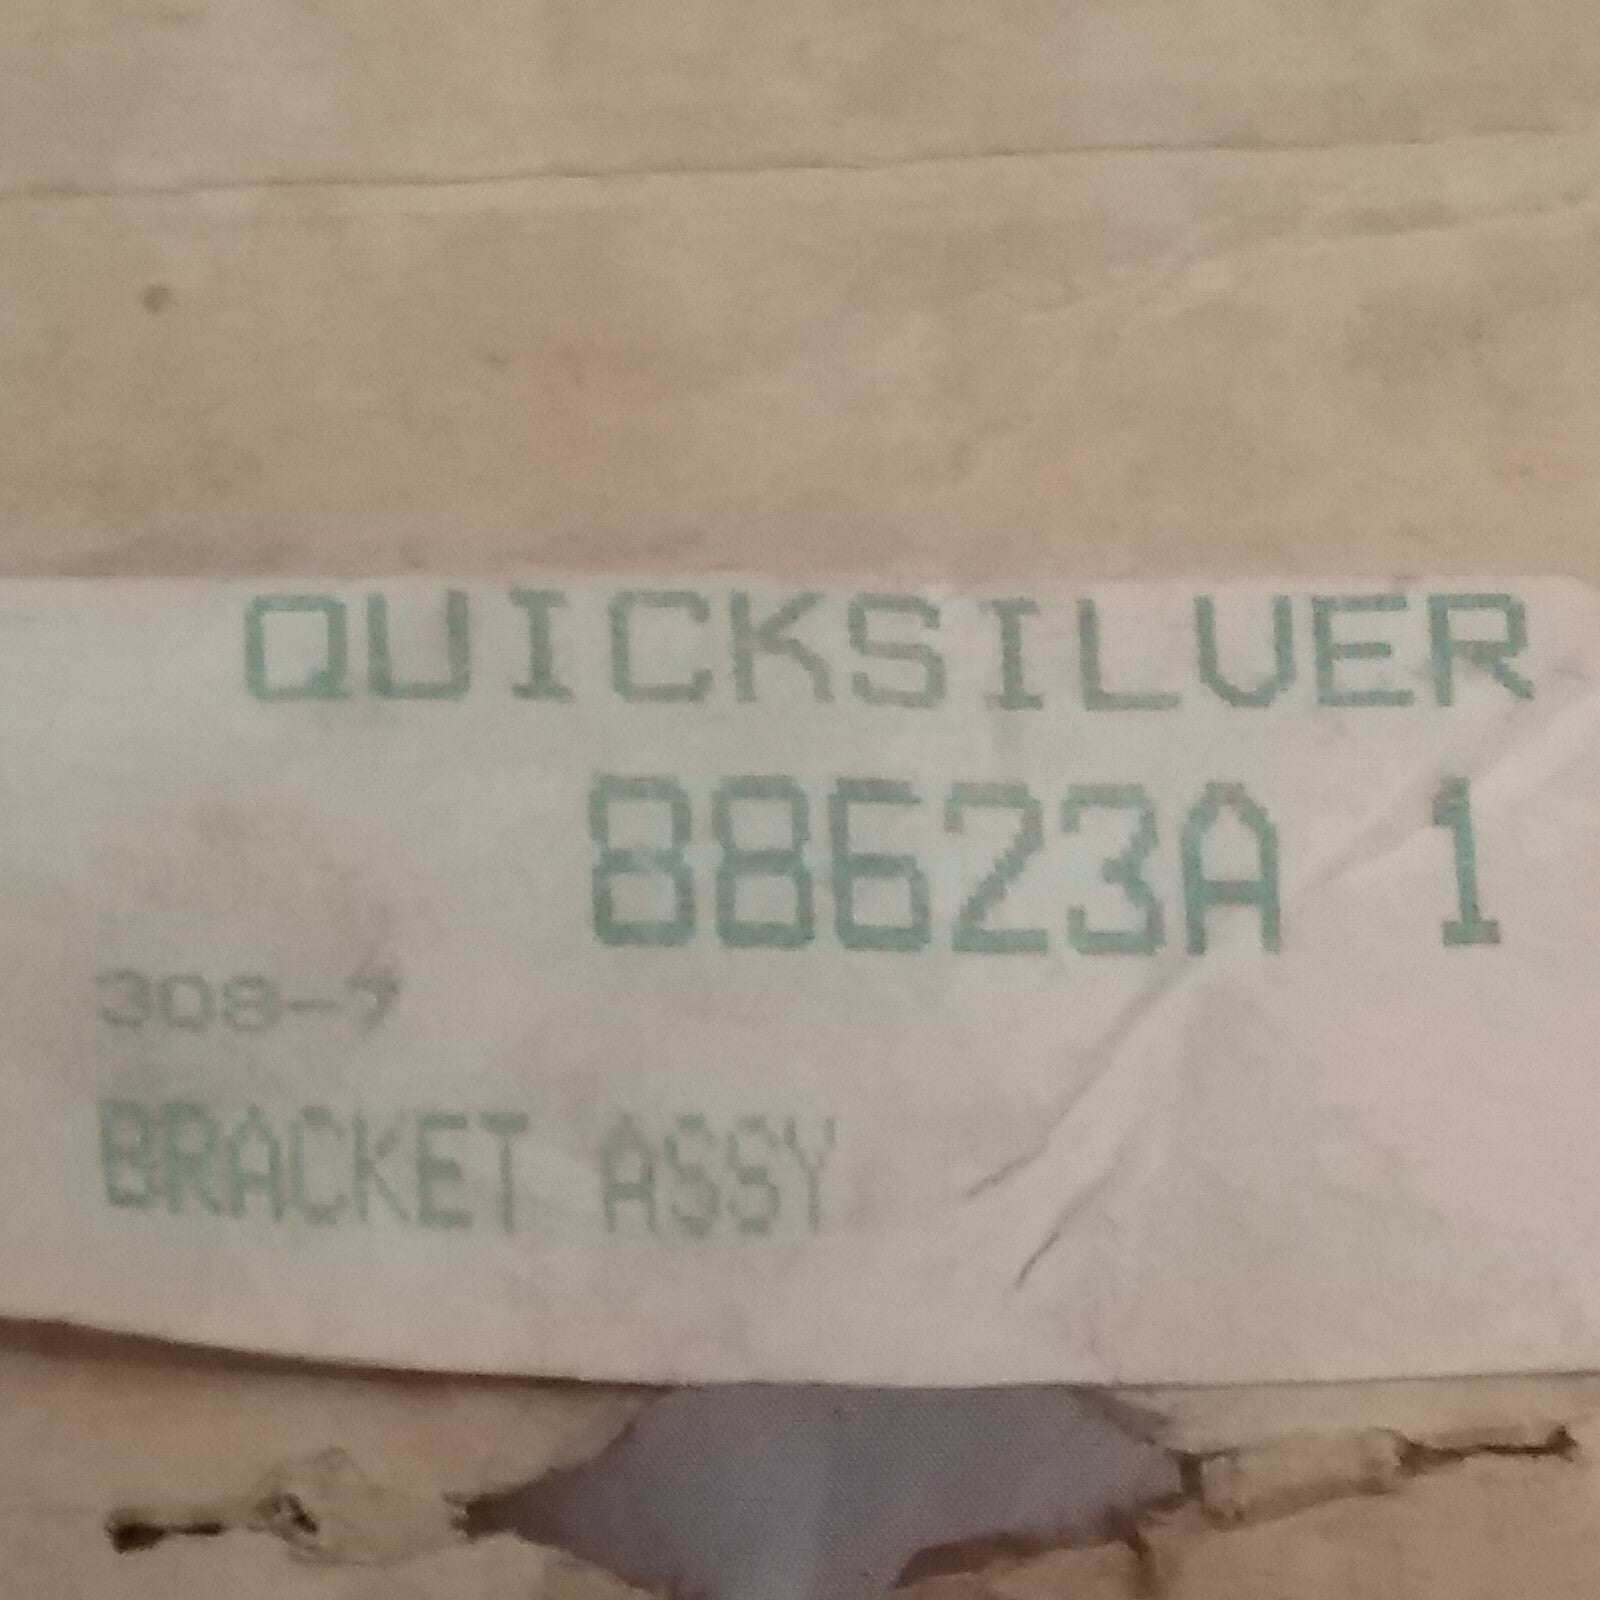 QUICKSILVER
88623A 1
308-7
BRACKET ASSY